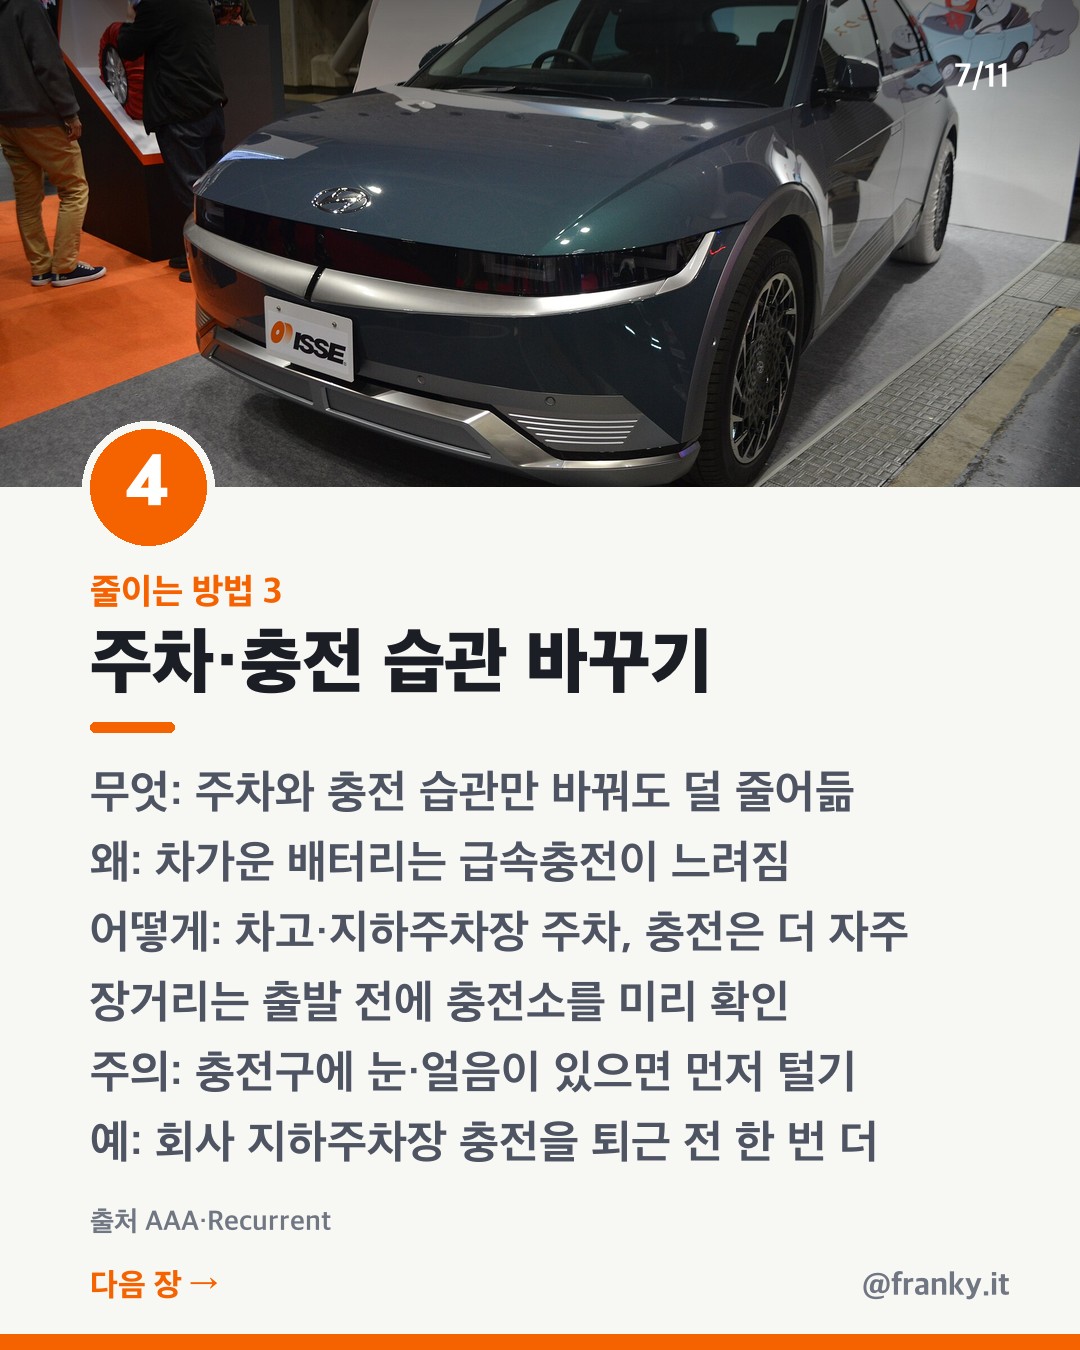 7/11
ISSE
4
줄이는 방법 3
주차·충전 습관 바꾸기
무엇: 주차와 충전 습관만 바꿔도 덜 줄어듦
왜: 차가운 배터리는 급속충전이 느려짐
어떻게: 차고·지하주차장 주차, 충전은 더 자주
장거리는 출발 전에 충전소를 미리 확인
주의: 충전구에 눈·얼음이 있으면 먼저 털기
예: 회사 지하주차장 충전을 퇴근 전 한 번 더
출처 AAA·Recurrent
다음 장 →
@franky.it